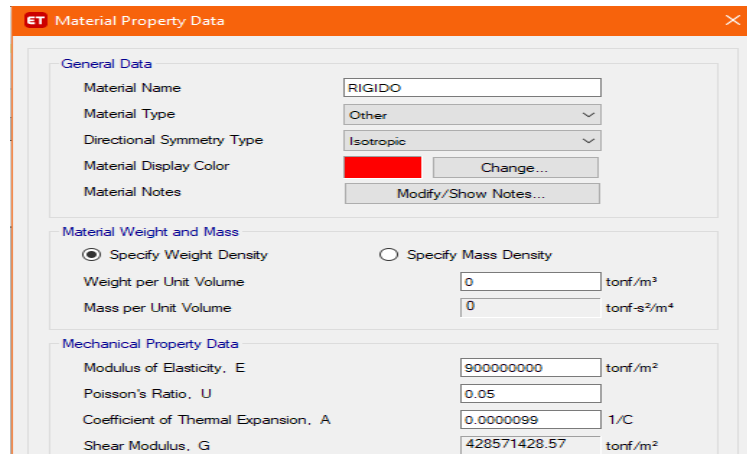 ET Material Property Data
General Data
Material Name RIGIDO
Material Type Other
Directional Symmetry Type Isotropic
Material Display Color Change...
Material Notes Modify/Show Notes...
Material Weight and Mass
Specify Weight Density Specify Mass Density
Weight per Unit Volume 0 tonf/m³
Mass per Unit Volume 0 tonf-s²/m⁴
Mechanical Property Data
Modulus of Elasticity, E 900000000 tonf/m²
Poisson's Ratio, U 0.05
Coefficient of Thermal Expansion, A 0.0000099 1/C
Shear Modulus, G 428571428.57 tonf/m²